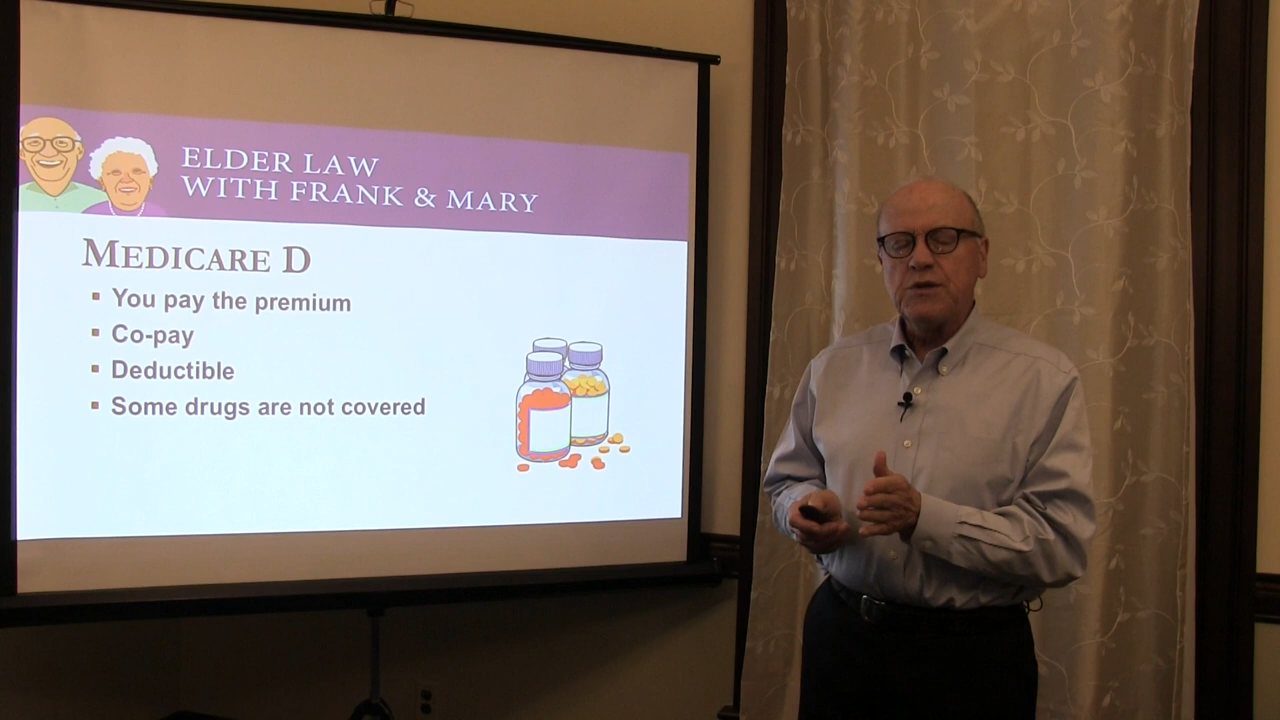 ELDER LAW
WITH FRANK & MARY
MEDICARE D
You pay the premium
Co-pay
Deductible
Some drugs are not covered